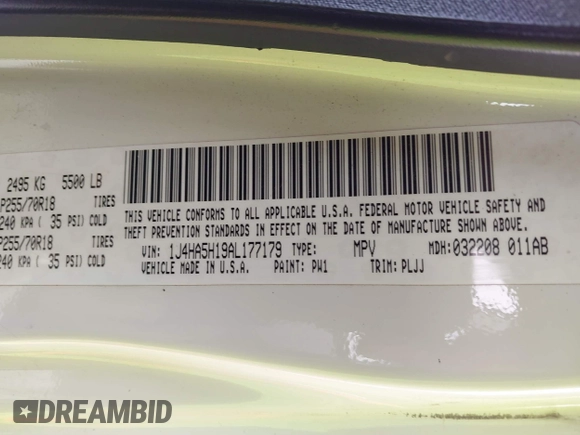 2495 KG 5500 LB
P255/70R18 TIRES
240 KPA ( 35 PSI) COLD
P255/70R18 TIRES
240 KPA ( 35 PSI) COLD
THIS VEHICLE CONFORMS TO ALL APPLICABLE U.S.A. FEDERAL MOTOR VEHICLE SAFETY AND
THEFT PREVENTION STANDARDS IN EFFECT ON THE DATE OF MANUFACTURE SHOWN ABOVE.
VIN: 1J4HA5H19AL177179 TYPE: MPV MDH: 032208 011AB
VEHICLE MADE IN U.S.A. PAINT: PW1 TRIM: PLJJ
DREAMBID